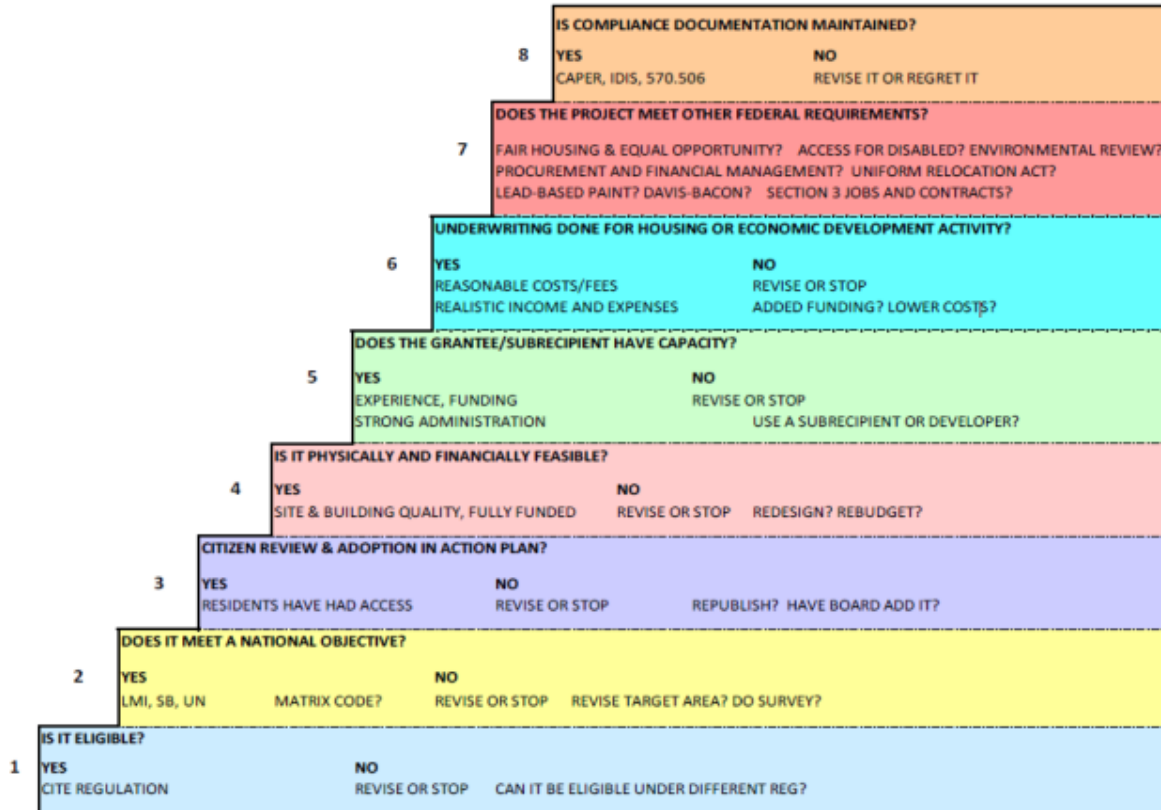 IS COMPLIANCE DOCUMENTATION MAINTAINED?
8 YES NO
CAPER, IDIS, 570.506 REVISE IT OR REGRET IT
DOES THE PROJECT MEET OTHER FEDERAL REQUIREMENTS?
7 FAIR HOUSING & EQUAL OPPORTUNITY? ACCESS FOR DISABLED? ENVIRONMENTAL REVIEW?
PROCUREMENT AND FINANCIAL MANAGEMENT? UNIFORM RELOCATION ACT?
LEAD-BASED PAINT? DAVIS-BACON? SECTION 3 JOBS AND CONTRACTS?
UNDERWRITING DONE FOR HOUSING OR ECONOMIC DEVELOPMENT ACTIVITY?
6 YES NO
REASONABLE COSTS/FEES REVISE OR STOP
REALISTIC INCOME AND EXPENSES ADDED FUNDING? LOWER COSTS?
DOES THE GRANTEE/SUBRECIPIENT HAVE CAPACITY?
5 YES NO
EXPERIENCE, FUNDING REVISE OR STOP
STRONG ADMINISTRATION USE A SUBRECIPIENT OR DEVELOPER?
IS IT PHYSICALLY AND FINANCIALLY FEASIBLE?
4 YES NO
SITE & BUILDING QUALITY, FULLY FUNDED REVISE OR STOP REDESIGN? REBUDGET?
CITIZEN REVIEW & ADOPTION IN ACTION PLAN?
3 YES NO
RESIDENTS HAVE HAD ACCESS REVISE OR STOP REPUBLISH? HAVE BOARD ADD IT?
DOES IT MEET A NATIONAL OBJECTIVE?
2 YES NO
LMI, SB, UN MATRIX CODE? REVISE OR STOP REVISE TARGET AREA? DO SURVEY?
IS IT ELIGIBLE?
1 YES NO
CITE REGULATION REVISE OR STOP CAN IT BE ELIGIBLE UNDER DIFFERENT REG?